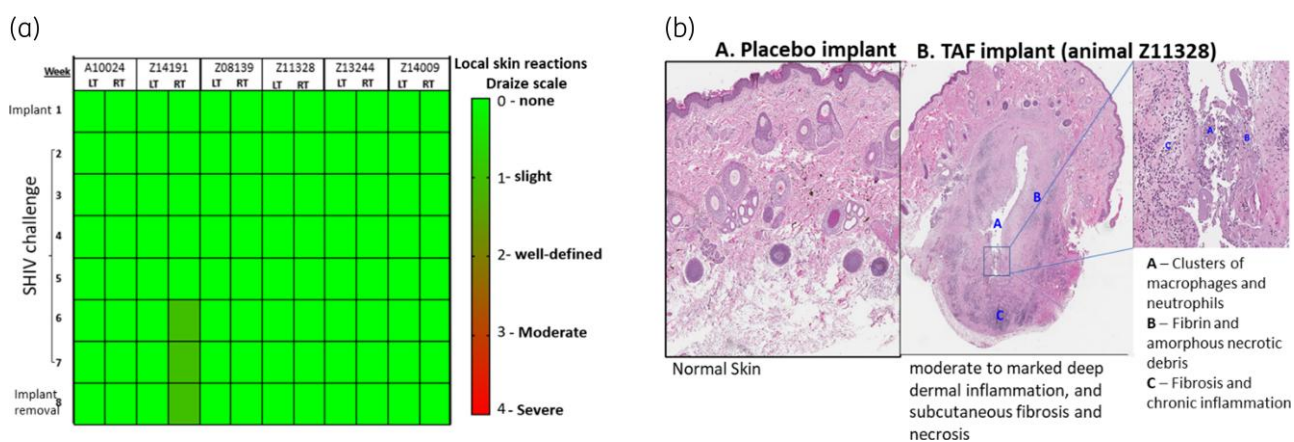 (a)
Week
A10024 Z14191 Z08139 Z11328 Z13244 Z14009
LT RT LT RT LT RT LT RT LT RT LT RT
Implant 1
2
3
4
5
6
7
Implant removal 8
SHIV challenge
Local skin reactions
Draize scale
0 - none
1- slight
2- well-defined
3 - Moderate
4- Severe
(b)
A. Placebo implant
B. TAF implant (animal Z11328)
A
B
C
A
B
C
Normal Skin
moderate to marked deep
dermal inflammation, and
subcutaneous fibrosis and
necrosis
A – Clusters of
macrophages and
neutrophils
B – Fibrin and
amorphous necrotic
debris
C – Fibrosis and
chronic inflammation